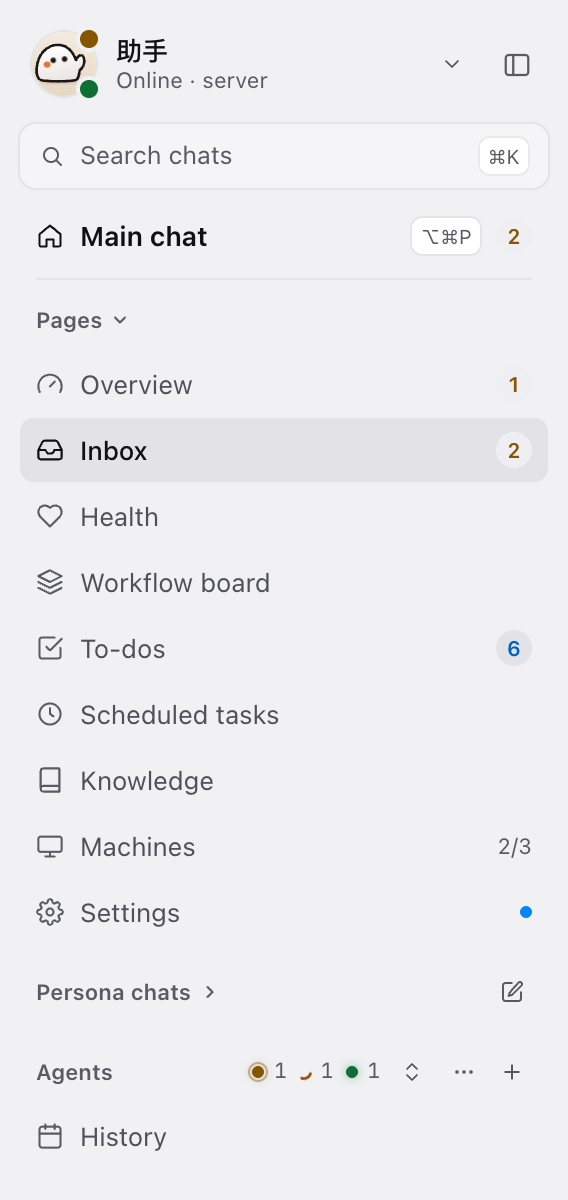 助手
Online · server
Search chats ⌘K
Main chat ⌥⌘P 2
Pages
Overview 1
Inbox 2
Health
Workflow board
To-dos 6
Scheduled tasks
Knowledge
Machines 2/3
Settings
Persona chats
Agents 1 1 1
History